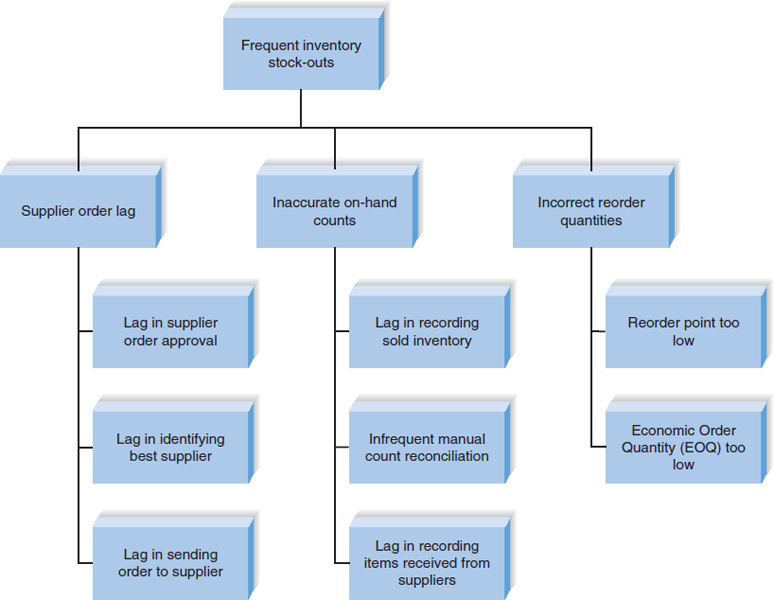 Frequent inventory
stock-outs
Supplier order lag
Inaccurate on-hand
counts
Incorrect reorder
quantities
Lag in supplier
order approval
Lag in recording
sold inventory
Reorder point too
low
Lag in identifying
best supplier
Infrequent manual
count reconciliation
Economic Order
Quantity (EOQ) too
low
Lag in sending
order to supplier
Lag in recording
items received from
suppliers